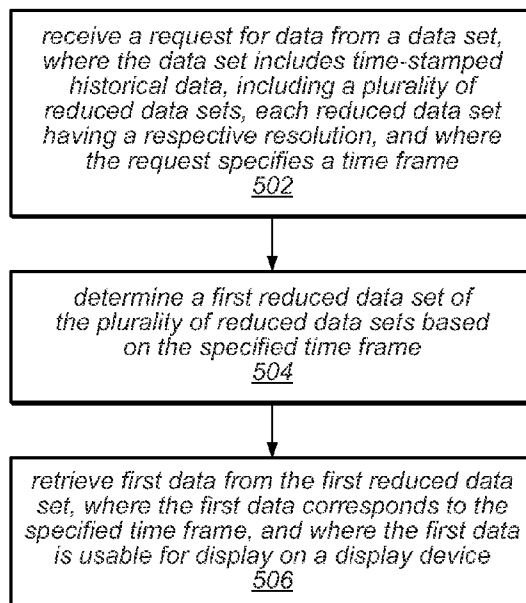 receive a request for data from a data set,
where the data set includes time-stamped
historical data, including a plurality of
reduced data sets, each reduced data set
having a respective resolution, and where
the request specifies a time frame
502
determine a first reduced data set of
the plurality of reduced data sets based
on the specified time frame
504
retrieve first data from the first reduced data
set, where the first data corresponds to the
specified time frame, and where the first data
is usable for display on a display device
506